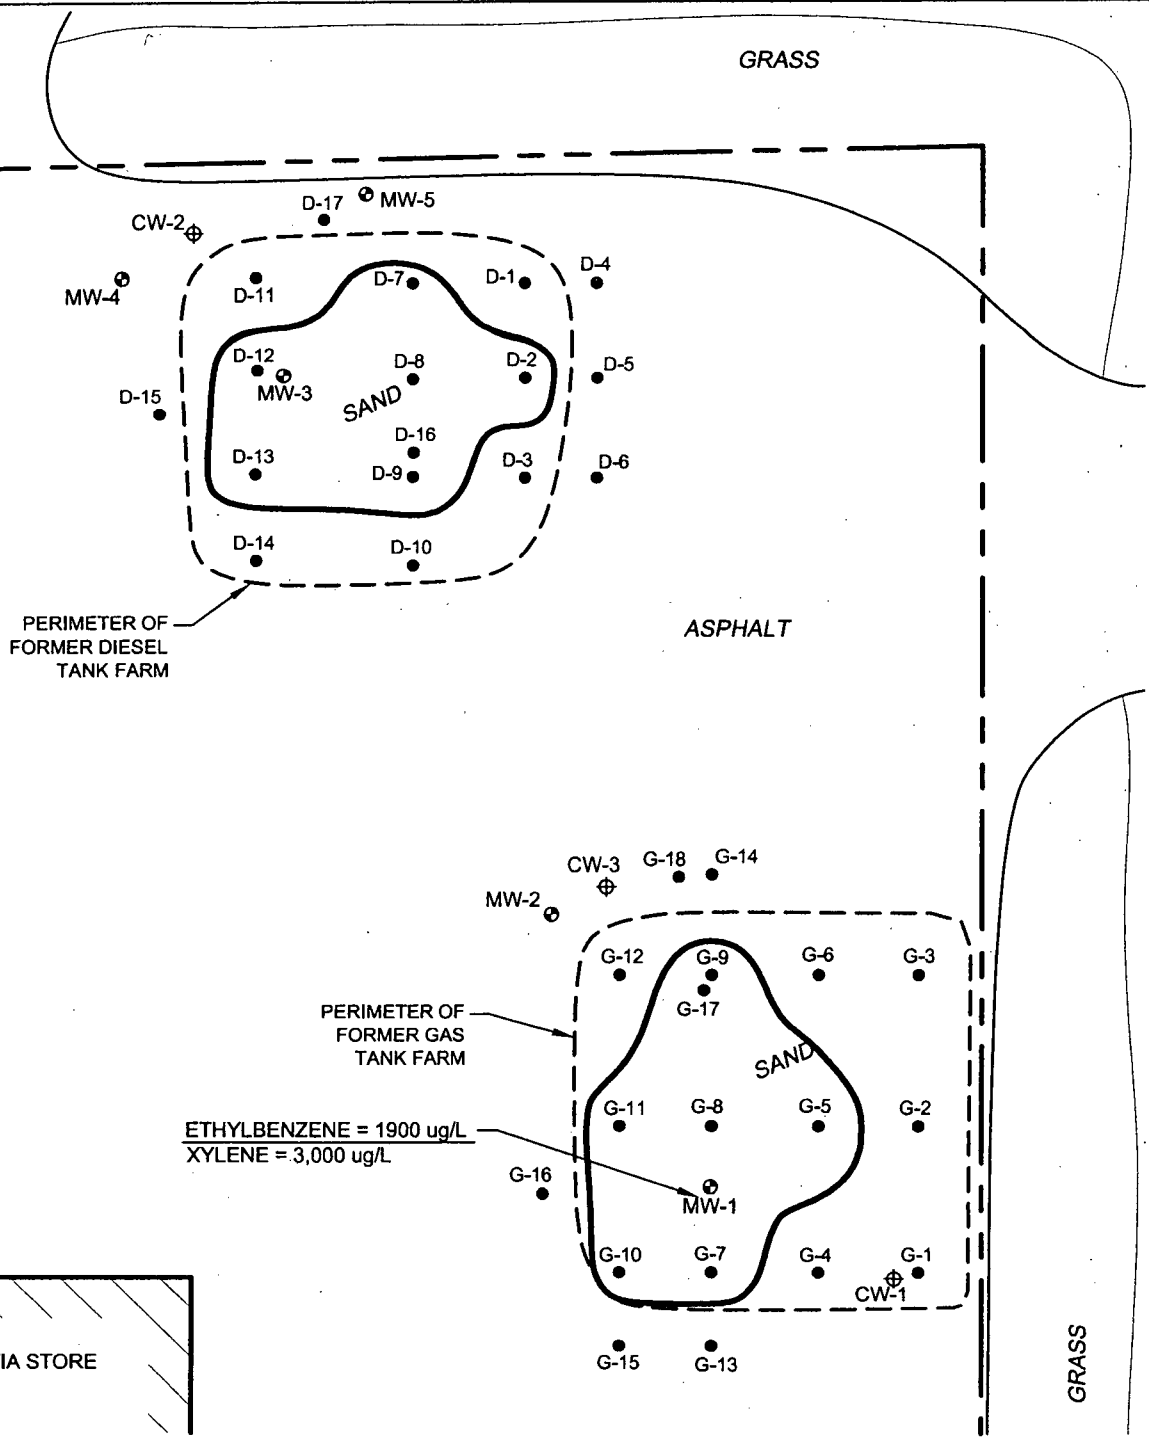 GRASS
D-17
MW-5
CW-2
MW-4
D-11
D-7
D-1
D-4
D-12
MW-3
D-8
SAND
D-2
D-5
D-15
D-16
D-13
D-9
D-3
D-6
D-14
D-10
PERIMETER OF
FORMER DIESEL
TANK FARM
ASPHALT
CW-3
G-18
G-14
MW-2
G-12
G-9
G-6
G-3
G-17
PERIMETER OF
FORMER GAS
TANK FARM
SAND
G-11
G-8
G-5
G-2
ETHYLBENZENE = 1900 ug/L
XYLENE = 3,000 ug/L
G-16
MW-1
G-10
G-7
G-4
G-1
CW-1
IA STORE
G-15
G-13
GRASS